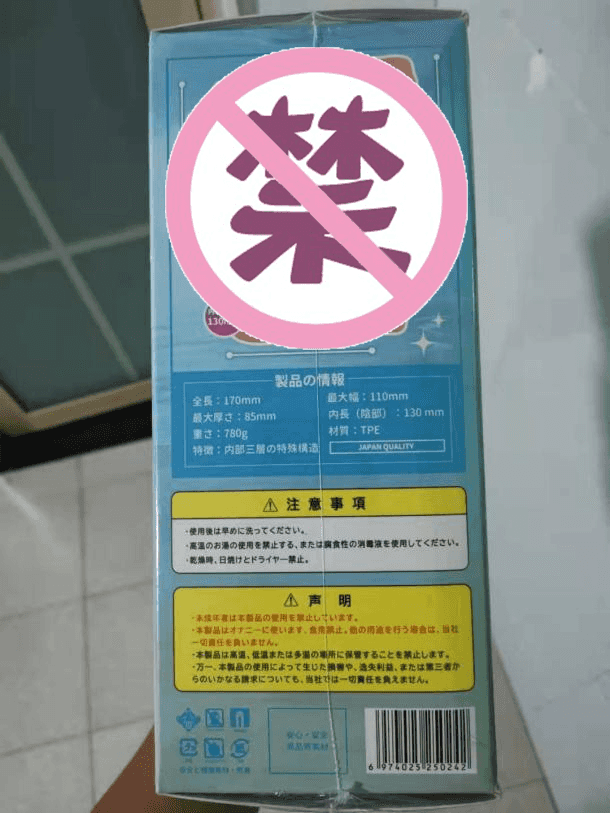 禁
130m
製品の情報
全長：170mm
最大幅：110mm
最大厚さ：85mm
内長（陰部）：130 mm
重さ：780g
材質：TPE
特徴：内部三層の特殊構造
JAPAN QUALITY
⚠ 注 意 事 項
・使用後は早めに洗ってください。
・高温のお湯の使用を禁止する、または腐食性の消毒液を使用してください。
・乾燥時、日焼けとドライヤー禁止。
⚠ 声 明
・未成年者は本製品の使用を禁止しています。
・本製品はオナニーに使います、食用禁止。他の用途を行う場合は、当社
一切責任を負いません。
・本製品は高温、低温または多湿の場所に保管することを禁止します。
・万一、本製品の使用によって生じた損害や、逸失利益、または第三者か
らのいかなる請求についても、当社では一切責任を負えません。
安心・安全
高品質素材
6 974025 250242